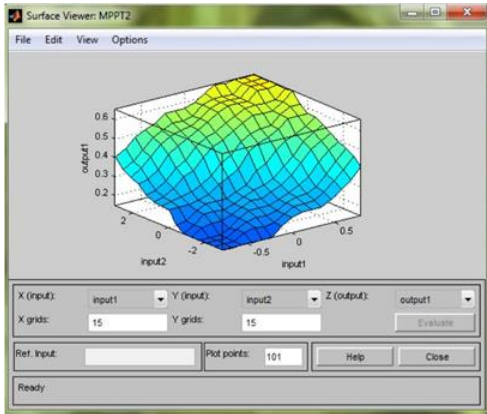 Surface Viewer: MPPT2
File Edit View Options
0.6
0.5
0.4
0.3
0.2
output1
2
0
-2
input2
-0.5
0
0.5
input1
X (input): input1 Y (input): input2 Z (output): output1
X grids: 15 Y grids: 15 Evaluate
Ref. Input: Plot points: 101 Help Close
Ready